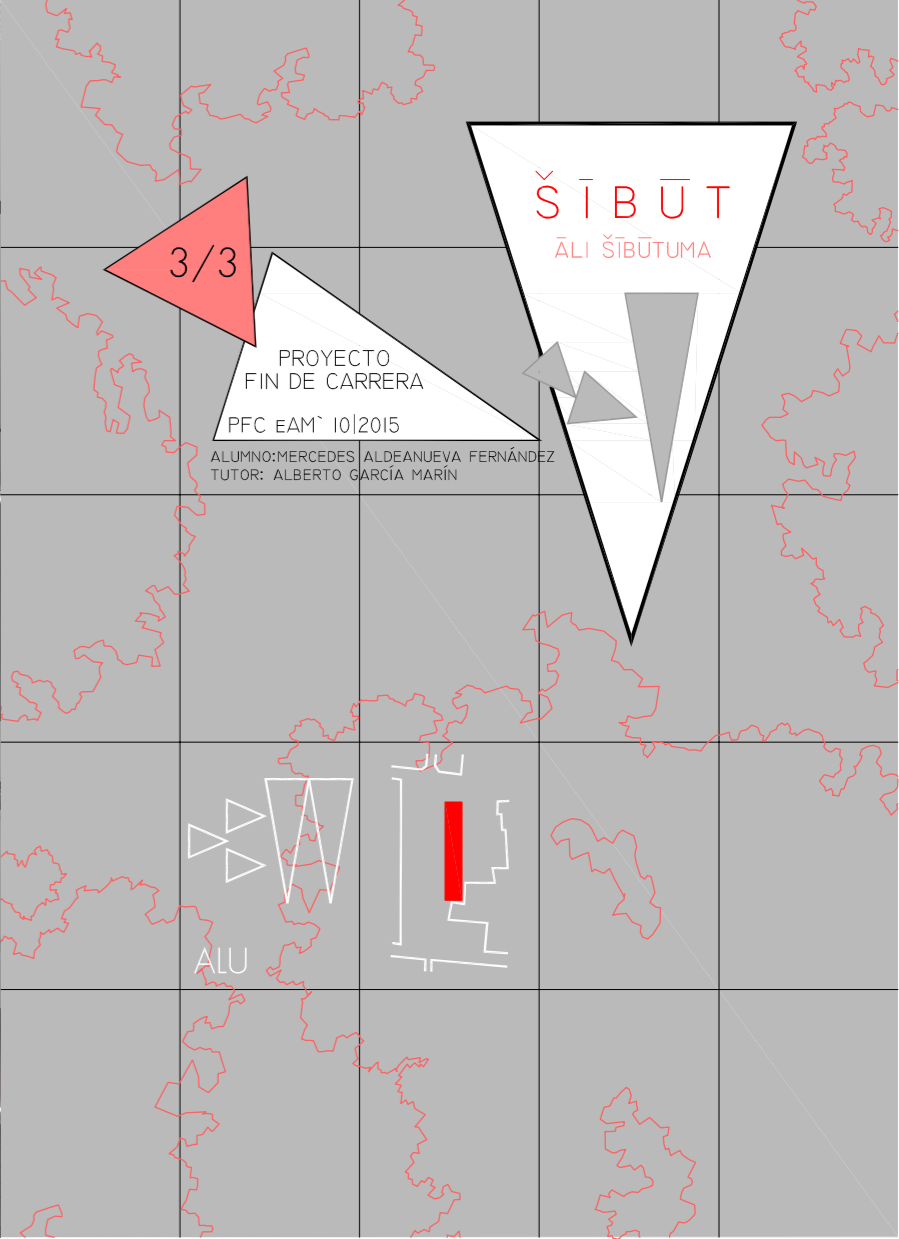 ŠĪBŪT
ĀLI ŠĪBŪTUMA
3/3
PROYECTO
FIN DE CARRERA
PFC EAM` 10|2015
ALUMNO:MERCEDES ALDEANUEVA FERNÁNDEZ
TUTOR: ALBERTO GARCÍA MARÍN
ALU